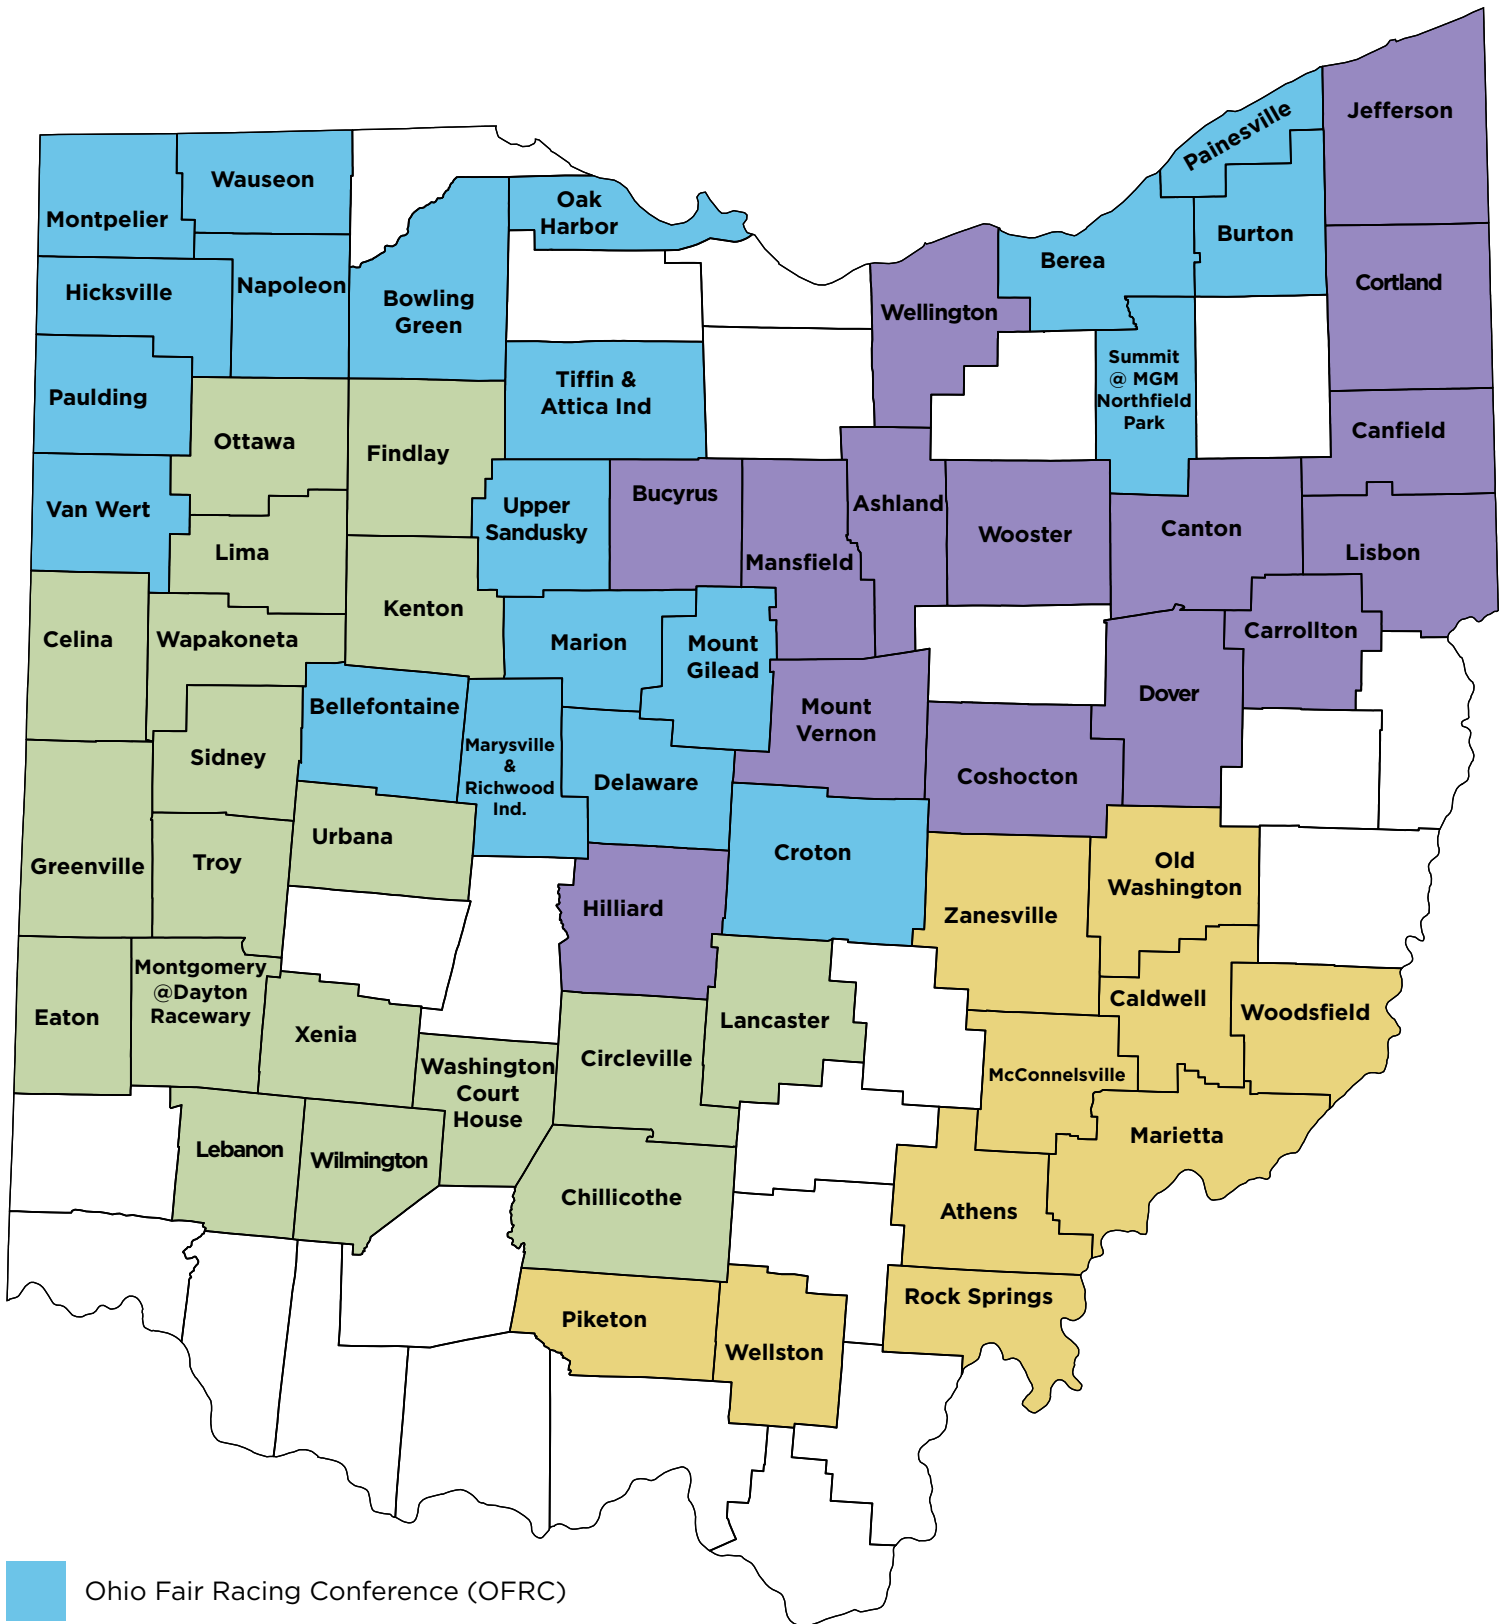 Jefferson
Painesville
Wauseon
Oak
Harbor
Montpelier
Burton
Berea
Cortland
Napoleon
Hicksville
Bowling
Green
Wellington
Summit
@ MGM
Northfield
Park
Tiffin &
Attica Ind
Paulding
Canfield
Ottawa
Findlay
Bucyrus
Ashland
Van Wert
Upper
Sandusky
Wooster
Canton
Lisbon
Lima
Mansfield
Kenton
Celina
Wapakoneta
Marion
Mount
Gilead
Carrollton
Dover
Bellefontaine
Mount
Vernon
Sidney
Marysville
&
Richwood
Ind.
Delaware
Coshocton
Urbana
Greenville
Troy
Croton
Old
Washington
Hilliard
Zanesville
Montgomery
@Dayton
Racewary
Caldwell
Woodsfield
Eaton
Xenia
Lancaster
Circleville
Washington
Court
House
McConnelsville
Marietta
Lebanon
Wilmington
Chillicothe
Athens
Rock Springs
Piketon
Wellston
Ohio Fair Racing Conference (OFRC)